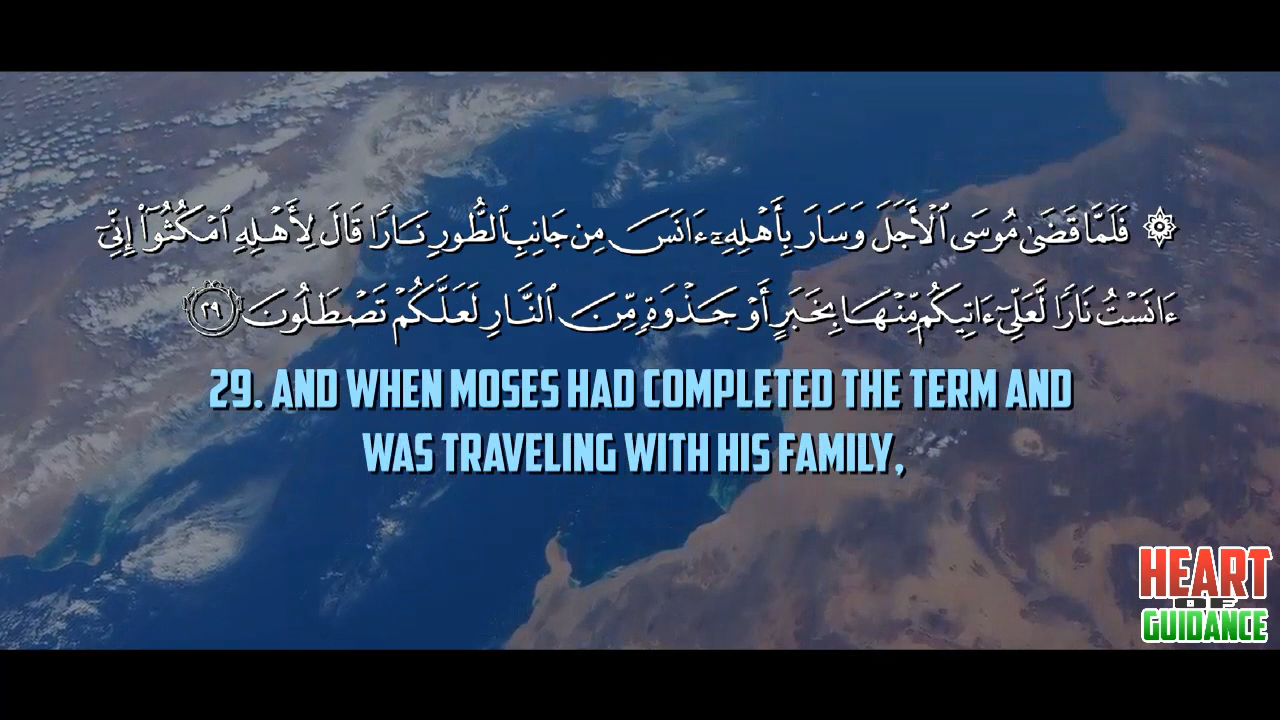 ۞ فَلَمَّا قَضَىٰ مُوسَى ٱلْأَجَلَ وَسَارَ بِأَهْلِهِۦٓ ءَانَسَ مِن جَانِبِ ٱلطُّورِ نَارًا قَالَ لِأَهْلِهِ ٱمْكُثُوٓا۟ إِنِّىٓ
ءَانَسْتُ نَارًا لَّعَلِّىٓ ءَاتِيكُم مِّنْهَا بِخَبَرٍ أَوْ جَذْوَةٍ مِّنَ ٱلنَّارِ لَعَلَّكُمْ تَصْطَلُونَ ٢٩
29. AND WHEN MOSES HAD COMPLETED THE TERM AND
WAS TRAVELING WITH HIS FAMILY,
HEART
OF
GUIDANCE